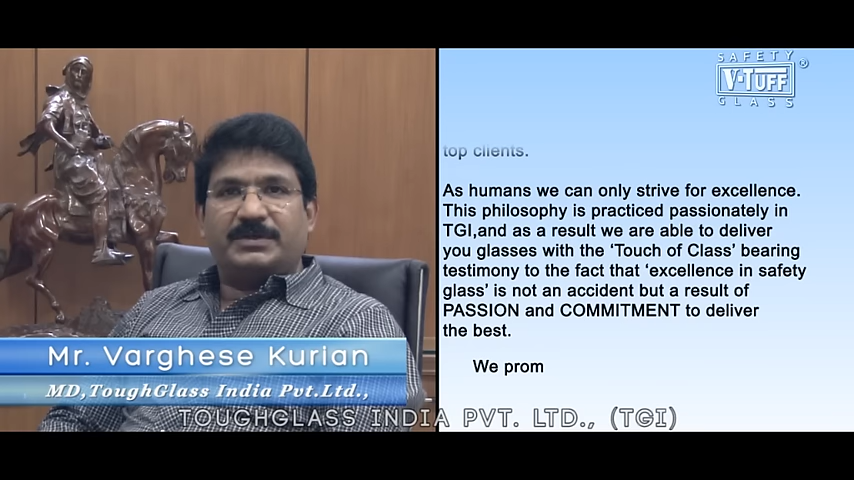 SAFETY
V-TUFF®
GLASS
top clients.
As humans we can only strive for excellence.
This philosophy is practiced passionately in
TGI,and as a result we are able to deliver
you glasses with the ‘Touch of Class’ bearing
testimony to the fact that ‘excellence in safety
glass’ is not an accident but a result of
PASSION and COMMITMENT to deliver
the best.
We prom
Mr. Varghese Kurian
MD,ToughGlass India Pvt.Ltd.,
TOUGHGLASS INDIA PVT. LTD., (TGI)